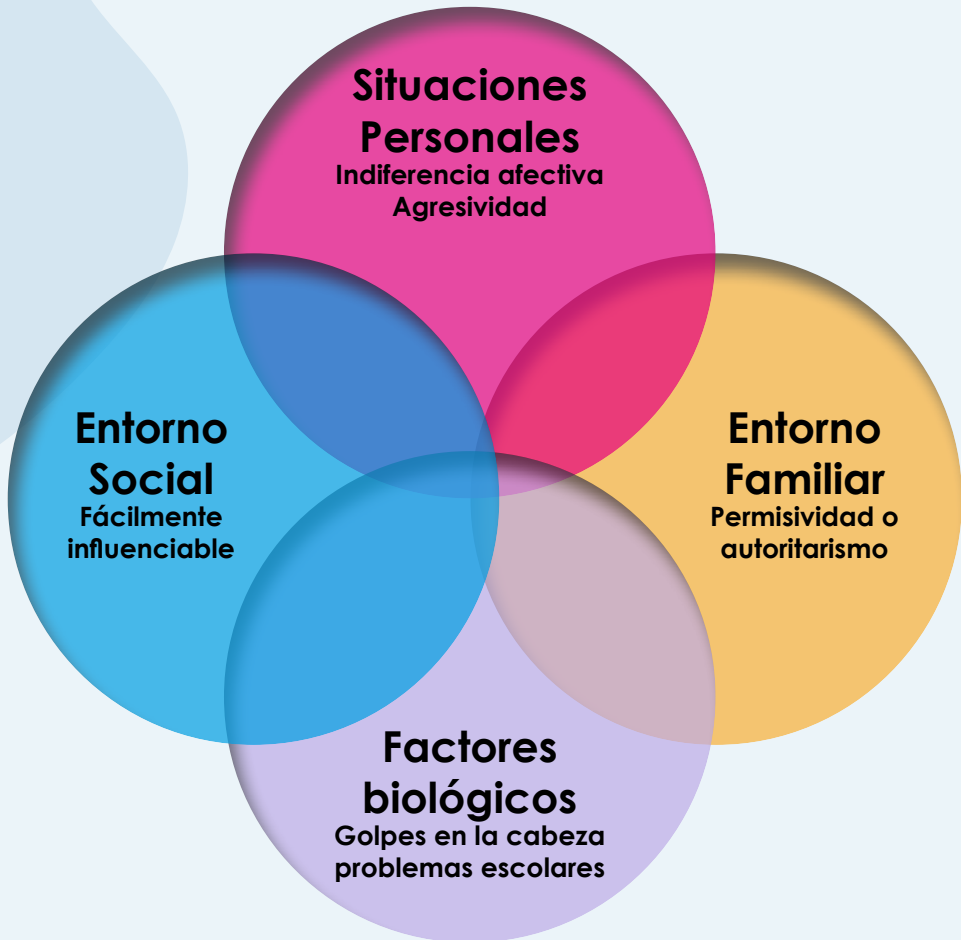 Situaciones
Personales
Indiferencia afectiva
Agresividad
Entorno
Social
Fácilmente
influenciable
Entorno
Familiar
Permisividad o
autoritarismo
Factores
biológicos
Golpes en la cabeza
problemas escolares